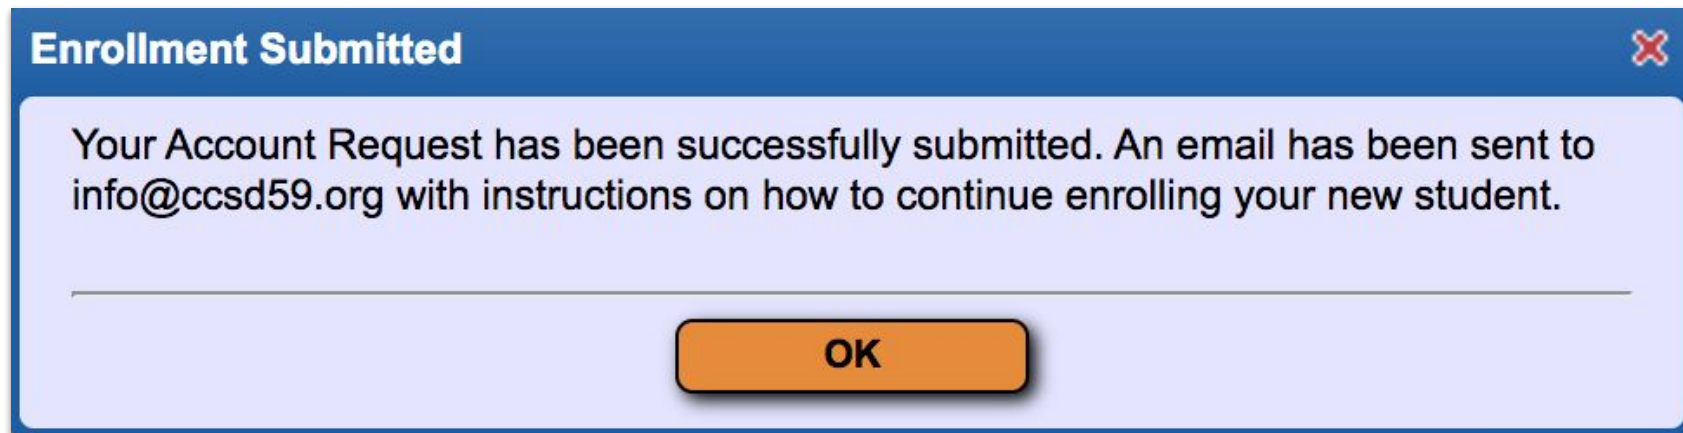 Enrollment Submitted
Your Account Request has been successfully submitted. An email has been sent to
info@ccsd59.org with instructions on how to continue enrolling your new student.
OK